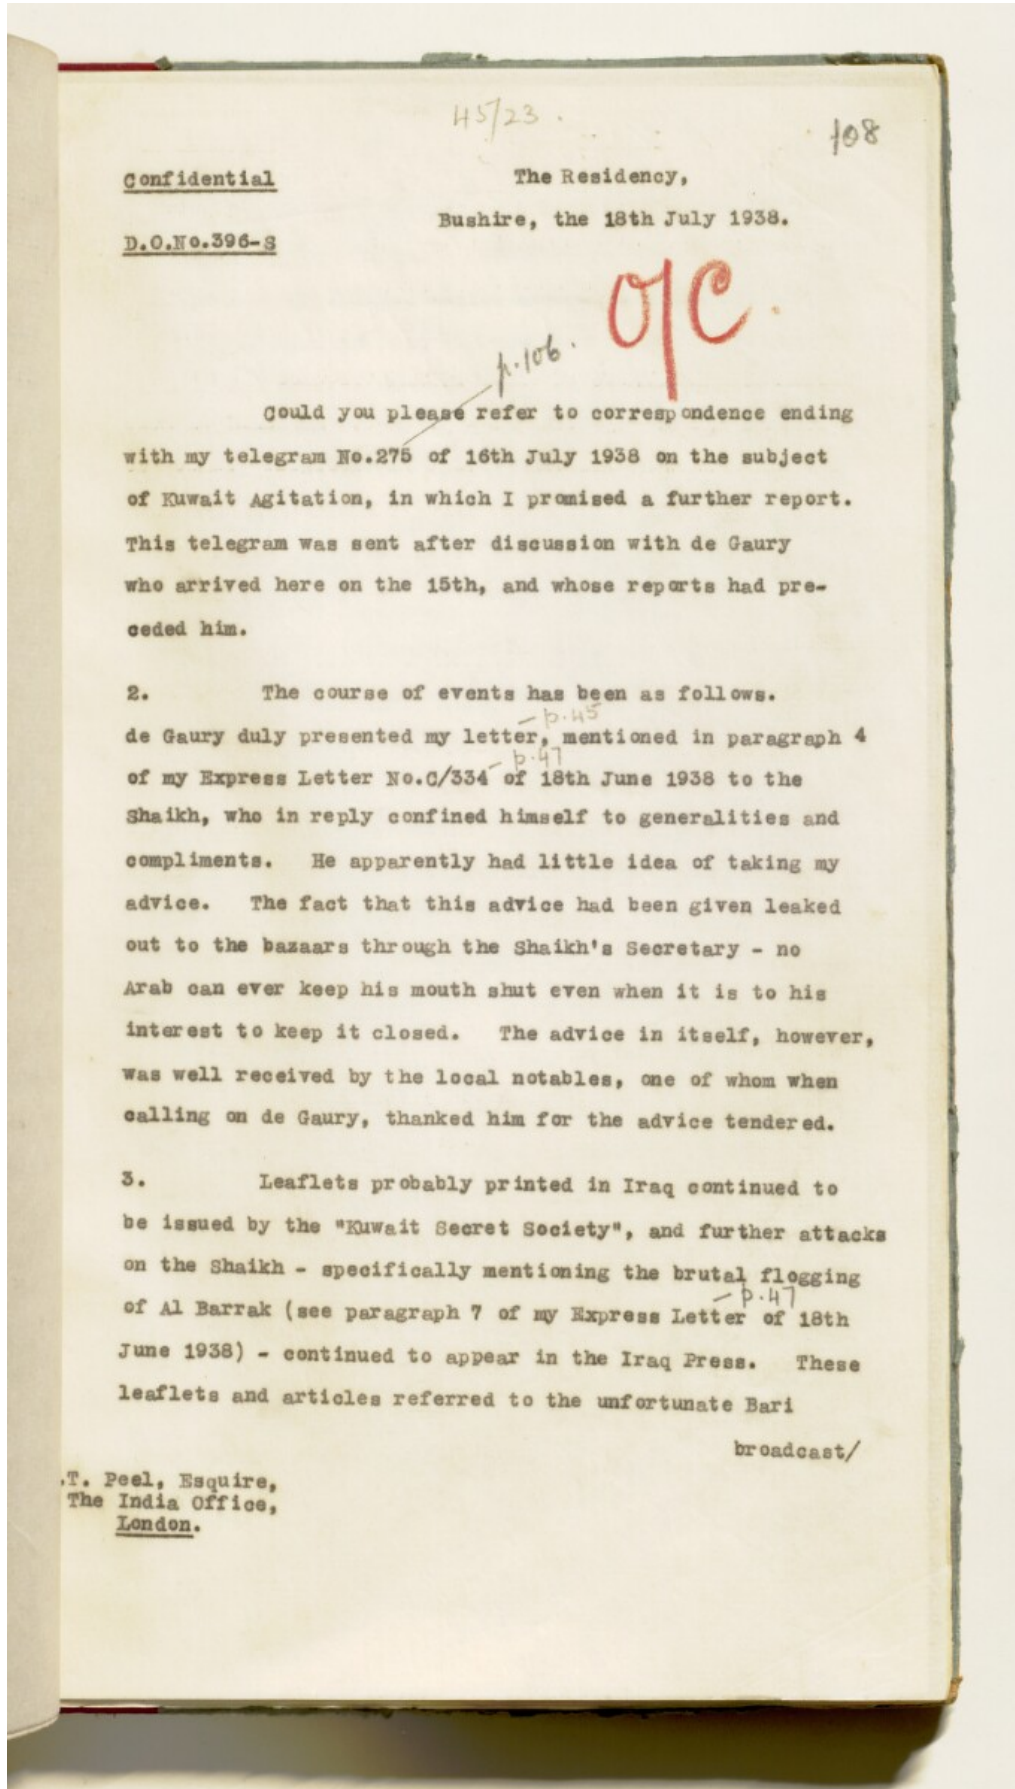 45/23.
108
Confidential
The Residency,
Bushire, the 18th July 1938.
D.O.No.396-S
O/C.
p.106.
Could you please refer to correspondence ending
with my telegram No.275 of 16th July 1938 on the subject
of Kuwait Agitation, in which I promised a further report.
This telegram was sent after discussion with de Gaury
who arrived here on the 15th, and whose reports had pre-
ceded him.
2. The course of events has been as follows.
– p.45
de Gaury duly presented my letter, mentioned in paragraph 4
– p.47
of my Express Letter No.C/334 of 18th June 1938 to the
Shaikh, who in reply confined himself to generalities and
compliments. He apparently had little idea of taking my
advice. The fact that this advice had been given leaked
out to the bazaars through the Shaikh's Secretary - no
Arab can ever keep his mouth shut even when it is to his
interest to keep it closed. The advice in itself, however,
was well received by the local notables, one of whom when
calling on de Gaury, thanked him for the advice tendered.
3. Leaflets probably printed in Iraq continued to
be issued by the "Kuwait Secret Society", and further attacks
on the Shaikh - specifically mentioning the brutal flogging
– p.47
of Al Barrak (see paragraph 7 of my Express Letter of 18th
June 1938) - continued to appear in the Iraq Press. These
leaflets and articles referred to the unfortunate Bari
broadcast/
.T. Peel, Esquire,
The India Office,
London.